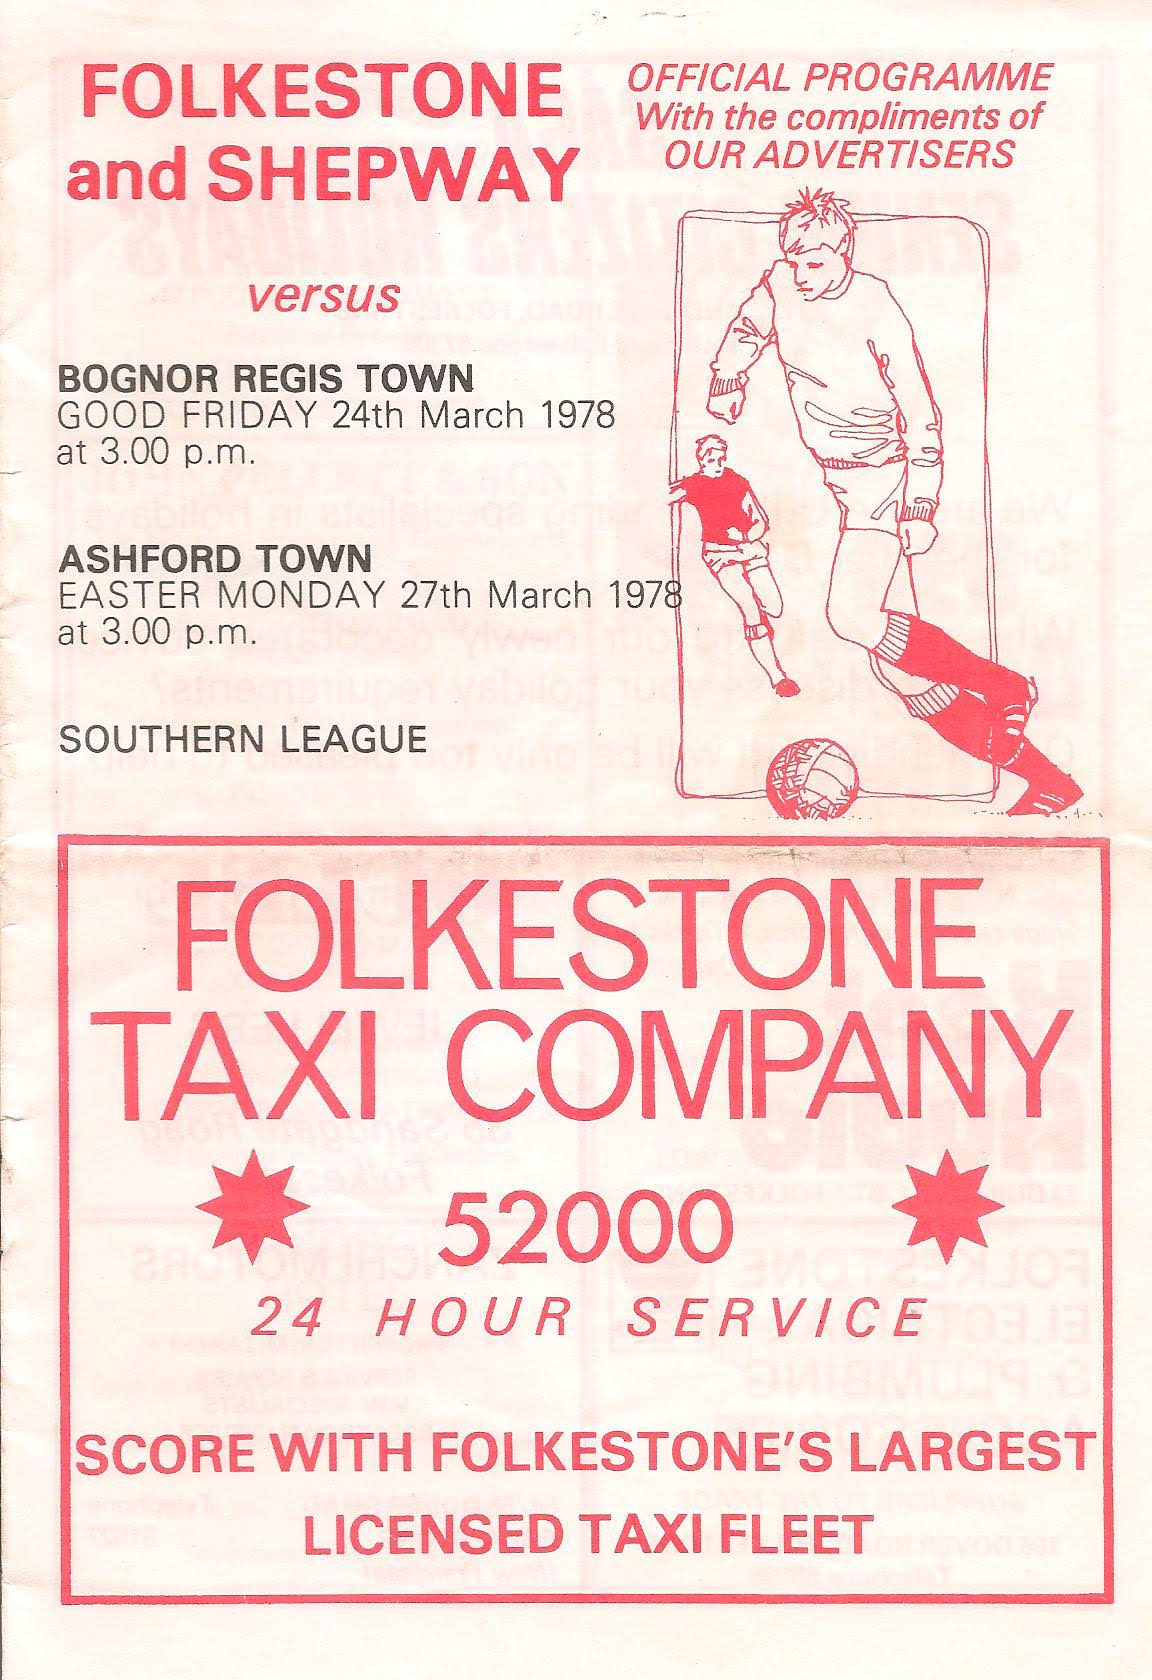 FOLKESTONE
and SHEPWAY
OFFICIAL PROGRAMME
With the compliments of
OUR ADVERTISERS
versus
BOGNOR REGIS TOWN
GOOD FRIDAY 24th March 1978
at 3.00 p.m.
ASHFORD TOWN
EASTER MONDAY 27th March 1978
at 3.00 p.m.
SOUTHERN LEAGUE
FOLKESTONE
TAXI COMPANY
52000
24 HOUR SERVICE
SCORE WITH FOLKESTONE'S LARGEST
LICENSED TAXI FLEET